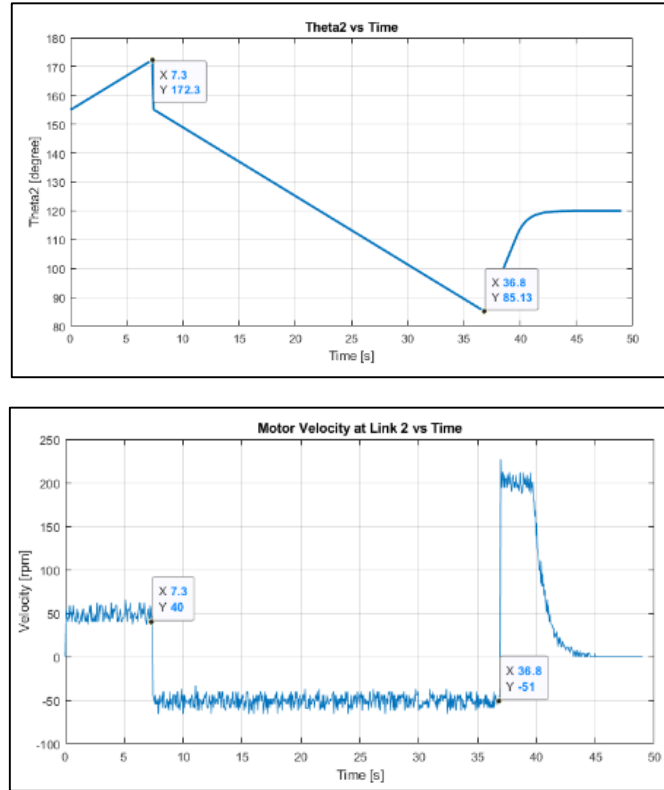 Theta2 vs Time
180
170
160
150
140
130
120
110
100
90
80
Theta2 [degree]
X 7.3
Y 172.3
X 36.8
Y 85.13
0 5 10 15 20 25 30 35 40 45 50
Time [s]
Motor Velocity at Link 2 vs Time
250
200
150
100
50
0
-50
-100
Velocity [rpm]
X 7.3
Y 40
X 36.8
Y -51
0 5 10 15 20 25 30 35 40 45 50
Time [s]